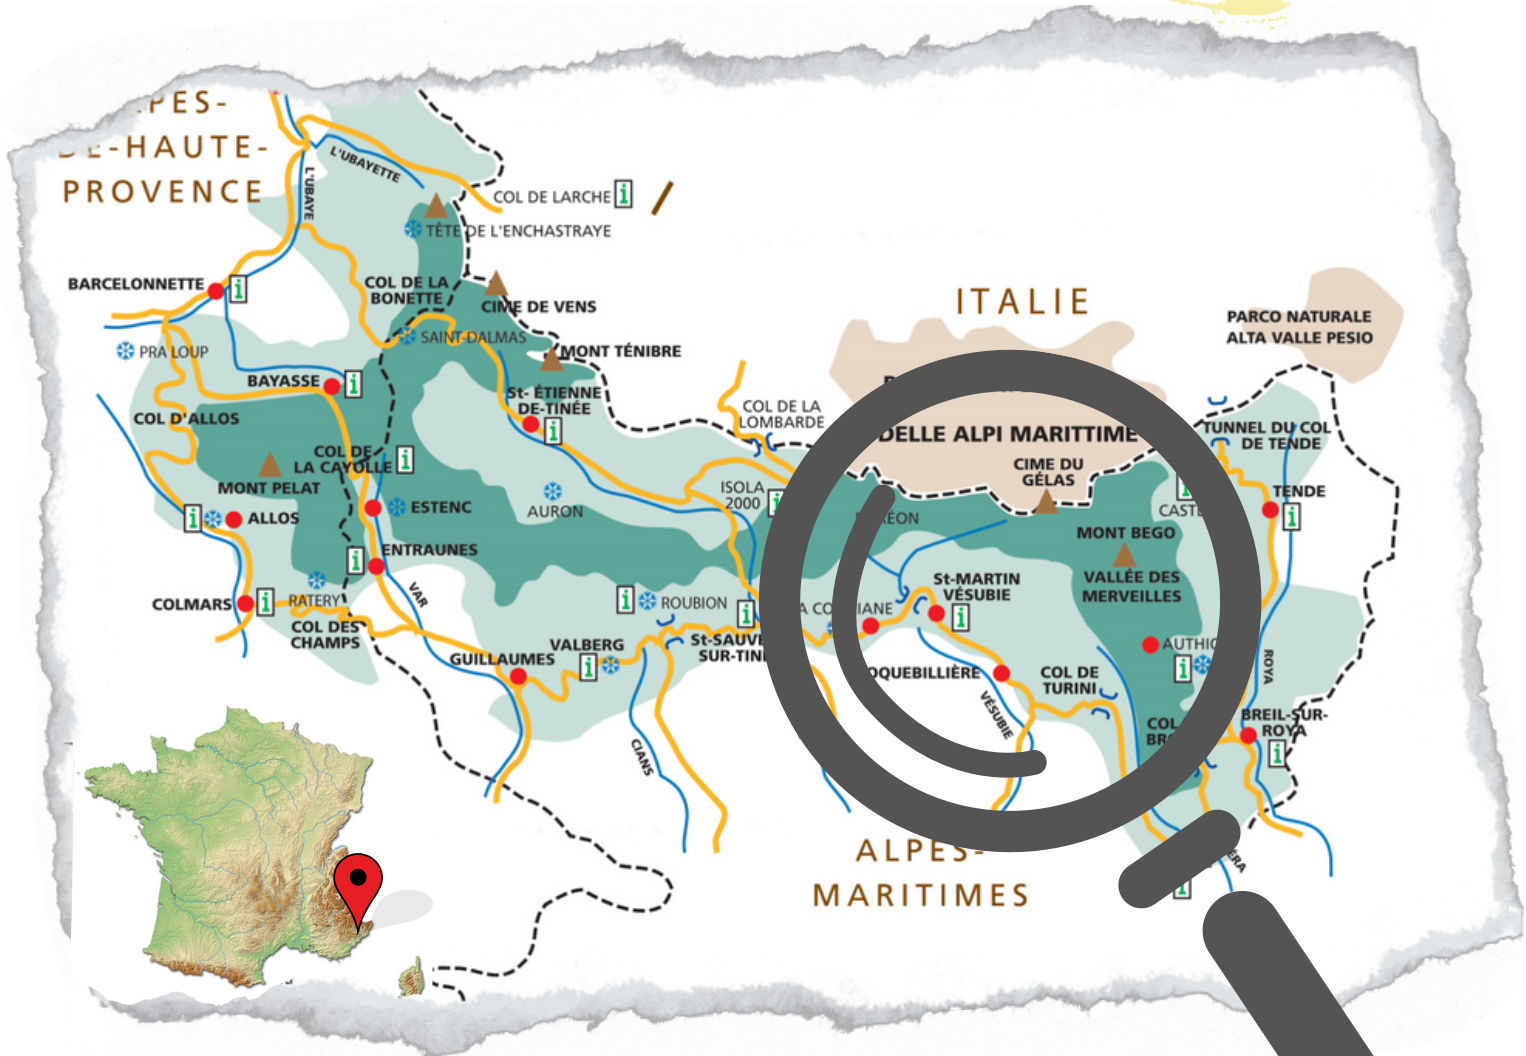 -HAUTE-
PROVENCE
L'UBAYETTE
L'UBAYE
COL DE LARCHE i
TÊTE DE L'ENCHASTRAYE
BARCELONNETTE i
COL DE LA
BONETTE
CIME DE VENS
SAINT-DALMAS
PRA LOUP
MONT TÉNIBRE
BAYASSE i
St- ÉTIENNE
DE-TINÉE
i
COL D'ALLOS
COL DE
LA CAYOLLE i
MONT PELAT
ESTENC
AURON
i ALLOS
ENTRAUNES
i
COLMARS i
RATERY
VAR
COL DES
CHAMPS
i ROUBION
VALBERG
i
GUILLAUMES
i
SUR-
CIANS
COL DE LA
LOMBARDE
ISOLA
2000 i
ITALIE
PARCO NATURALE
ALTA VALLE PESIO
DELLE ALPI MARITTIME
CIME DU
GÉLAS
TUNNEL DU COL
DE TENDE
i
TENDE
i
MONT BEGO
VALLÉE DES
MERVEILLES
St-MARTIN
VÉSUBIE
i
i
COL DE
TURINI
VÉSUBIE
COL
ROYA
BREIL-SUR-
ROYA
i
ALPES-
MARITIMES
i